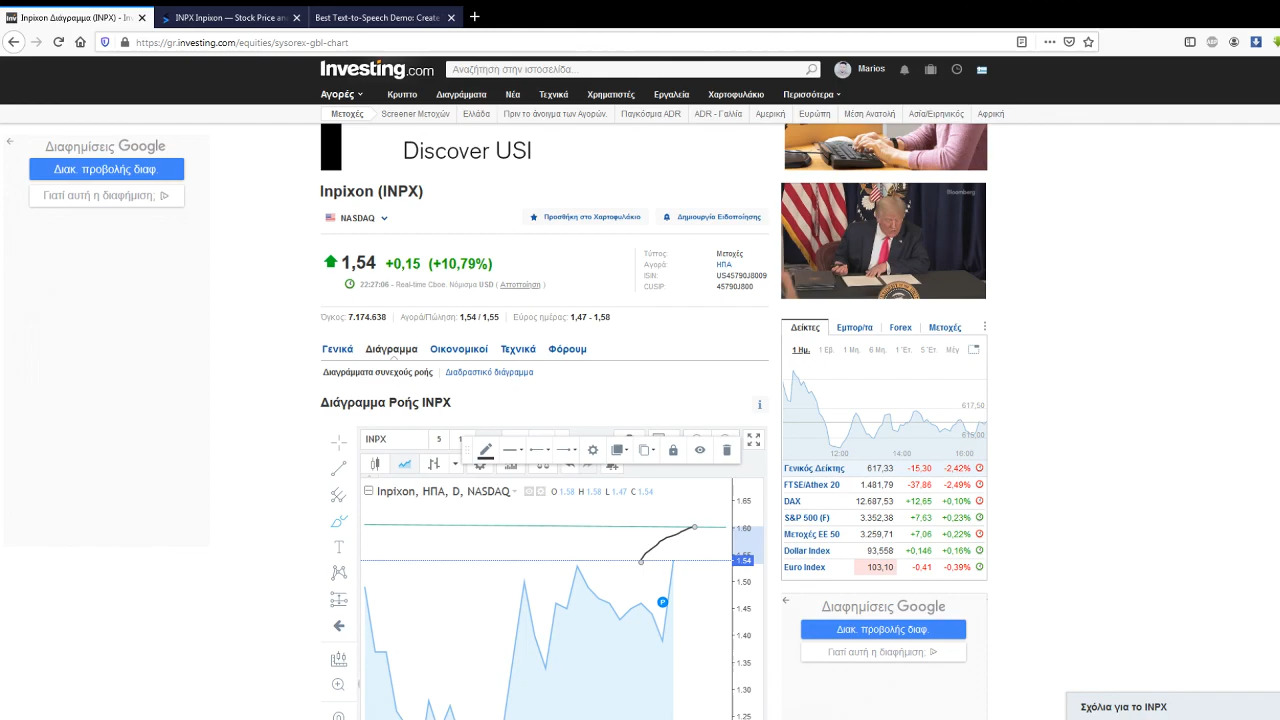 Inpixon Διάγραμμα (INPX) - Inv
INPX Inpixon — Stock Price and
Best Text-to-Speech Demo: Create
https://gr.investing.com/equities/sysorex-gbl-chart
Investing.com
Αναζήτηση στην ιστοσελίδα...
Marios
Αγορές Κρυπτο Διαγράμματα Νέα Τεχνικά Χρηματιστές Εργαλεία Χαρτοφυλάκιο Περισσότερα
Μετοχές Screener Μετοχών Ελλάδα Πριν το άνοιγμα των Αγορών. Παγκόσμια ADR ADR - Γαλλία Αμερική Ευρώπη Μέση Ανατολή Ασία/Ειρηνικός Αφρική
Διαφημίσεις Google
Διακ. προβολής διαφ.
Γιατί αυτή η διαφήμιση;
Discover USI
Inpixon (INPX)
NASDAQ
Προσθήκη στο Χαρτοφυλάκιο
Δημιουργία Ειδοποίησης
1,54 +0,15 (+10,79%)
22:27:06 - Real-time Cboe. Νόμισμα USD ( Αποποίηση )
Τύπος: Μετοχές
Αγορά: ΗΠΑ
ISIN: US45790J8009
CUSIP: 45790J800
Όγκος: 7.174.638 Αγορά/Πώληση: 1,54 / 1,55 Εύρος ημέρας: 1,47 - 1,58
Γενικά Διάγραμμα Οικονομικοί Τεχνικά Φόρουμ
Διαγράμματα συνεχούς ροής Διαδραστικό διάγραμμα
Διάγραμμα Ροής INPX
INPX 5 1
Inpixon, ΗΠΑ, D, NASDAQ O 1.58 H 1.58 L 1.47 C 1.54
1.65
1.60
1.55
1.54
1.50
1.45
1.40
1.35
1.30
1.25
Bloomberg
Δείκτες Εμπορ/τα Forex Μετοχές
1 Ημ. 1 Εβ. 1 Μη. 6 Μη. 1 Έτ. 5 Έτ. Μέγ
617,50
615,00
12:00 14:00 16:00
Γενικός Δείκτης 617,33 -15,30 -2,42%
FTSE/Athex 20 1.481,79 -37,86 -2,49%
DAX 12.687,53 +12,65 +0,10%
S&P 500 (F) 3.352,38 +7,63 +0,23%
Μετοχές ΕΕ 50 3.259,71 +7,06 +0,22%
Dollar Index 93,558 +0,146 +0,16%
Euro Index 103,10 -0,41 -0,39%
Διαφημίσεις Google
Διακ. προβολής διαφ.
Γιατί αυτή η διαφήμιση;
Σχόλια για το INPX